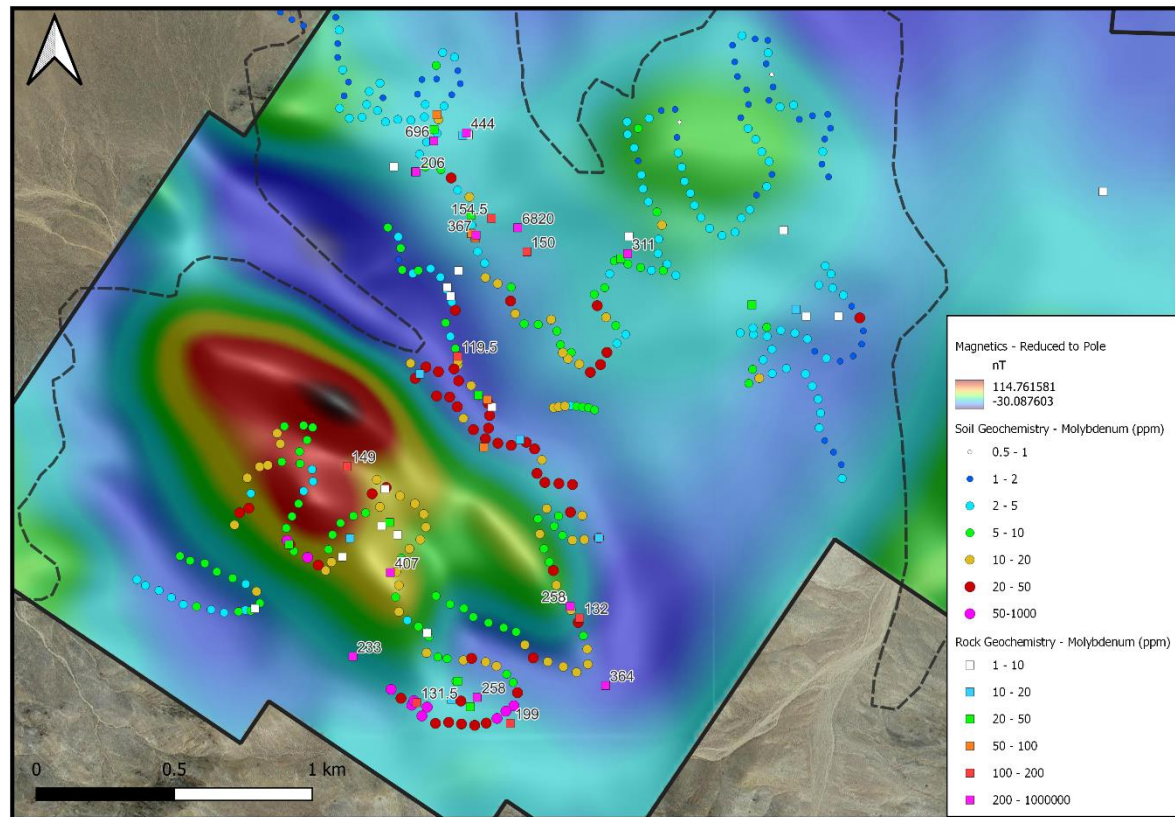 696
444
206
154.5
6820
367
150
311
119.5
149
407
258
132
233
364
131.5
258
199
0
0.5
1 km
Magnetics - Reduced to Pole
nT
114.761581
-30.087603
Soil Geochemistry - Molybdenum (ppm)
0.5 - 1
1 - 2
2 - 5
5 - 10
10 - 20
20 - 50
50-1000
Rock Geochemistry - Molybdenum (ppm)
1 - 10
10 - 20
20 - 50
50 - 100
100 - 200
200 - 1000000